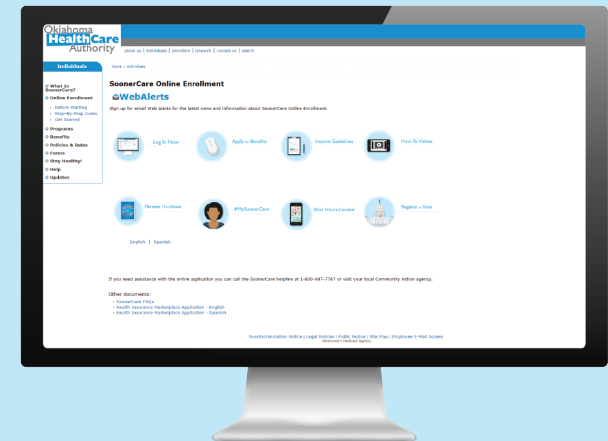 Oklahoma
HealthCare
Authority
about us | individuals | providers | research | contact us | search
Individuals
Home > Individuals
What Is
SoonerCare?
Online Enrollment
Before Starting
Step-By-Step Guide
Get Started
Programs
Benefits
Policies & Rules
Forms
Stay Healthy!
Help
Updates
SoonerCare Online Enrollment
WebAlerts
Sign up for email Web Alerts for the latest news and information about SoonerCare Online Enrollment.
Log In Now
Apply for Benefits
Income Guidelines
How-To Videos
Member Handbook
#MySoonerCare
After Hours Locator
Register to Vote
English | Spanish
If you need assistance with the online application you can call the SoonerCare helpline at 1-800-987-7767 or visit your local Community Action agency.
Other documents:
SoonerCare FAQs
Health Insurance Marketplace Application - English
Health Insurance Marketplace Application - Spanish
Nondiscrimination Notice | Legal Notices | Public Notice | Site Map | Employee E-Mail Access
Oklahoma's Medicaid Agency